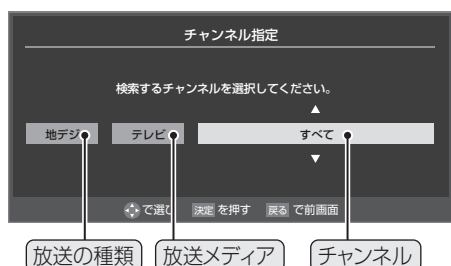 チャンネル指定
検索するチャンネルを選択してください。
地デジ テレビ すべて
で選び 決定 を押す 戻る で前画面
放送の種類 放送メディア チャンネル